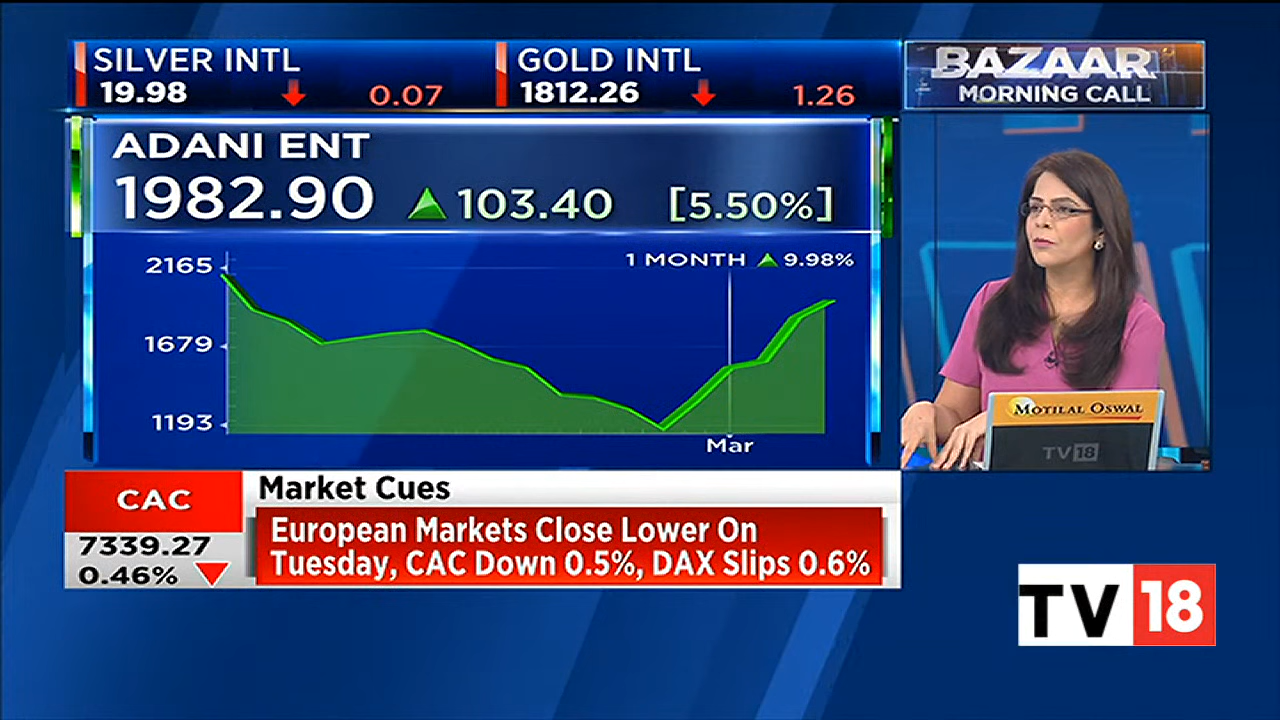 SILVER INTL
19.98 0.07
GOLD INTL
1812.26 1.26
BAZAAR
MORNING CALL
ADANI ENT
1982.90 103.40 [5.50%]
1 MONTH 9.98%
2165
1679
1193
Mar
MOTILAL OSWAL
TV18
CAC
7339.27
0.46%
Market Cues
European Markets Close Lower On
Tuesday, CAC Down 0.5%, DAX Slips 0.6%
TV18